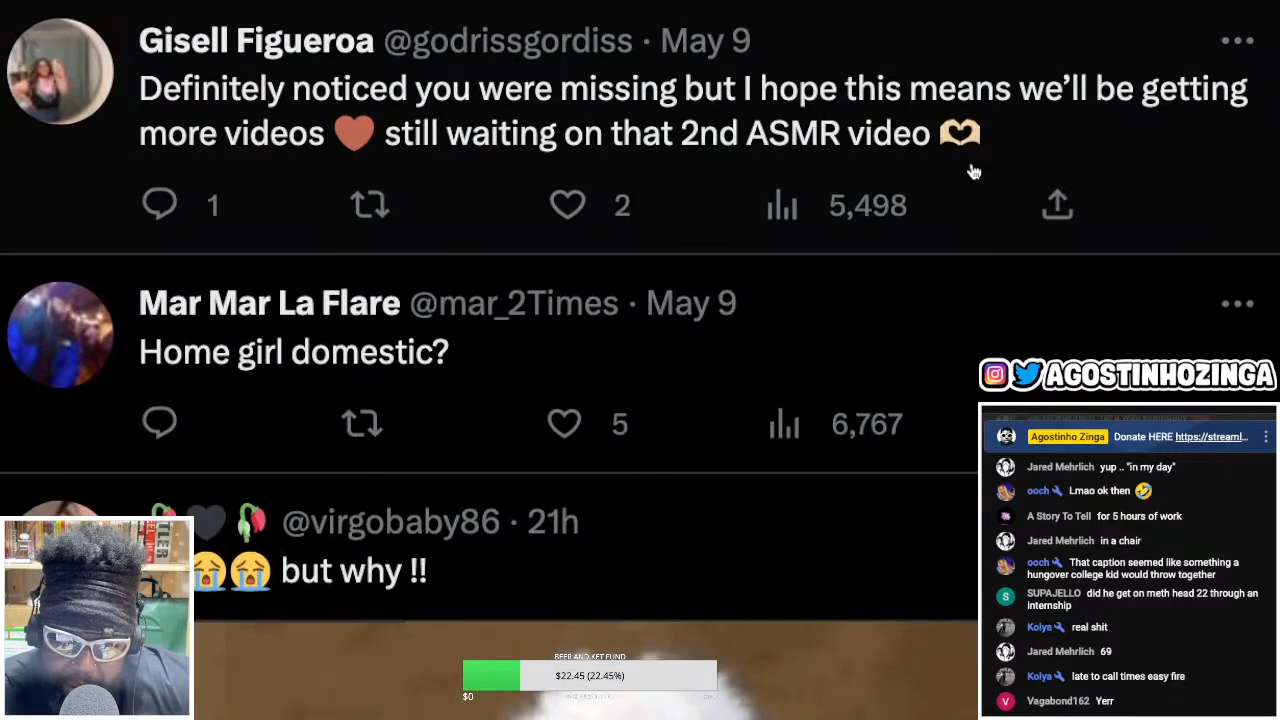 Gisell Figueroa @godrissgordiss · May 9
Definitely noticed you were missing but I hope this means we'll be getting
more videos ❤️ still waiting on that 2nd ASMR video 🫶🏼
1 2 5,498
Mar Mar La Flare @mar_2Times · May 9
Home girl domestic?
5 6,767
🖤🥀 @virgobaby86 · 21h
😭😭 but why !!
AGOSTINHOZINGA
Agostinho Zinga Donate HERE https://streaml...
Jared Mehrlich yup .. "in my day"
ooch Lmao ok then 🤣
A Story To Tell for 5 hours of work
Jared Mehrlich in a chair
ooch That caption seemed like something a
hungover college kid would throw together
S SUPAJELLO did he get on meth head 22 through an
internship
Kolya real shit
Jared Mehrlich 69
Kolya late to call times easy fire
V Vagabond162 Yerr
BEER AND KET FUND
$22.45 (22.45%)
$0